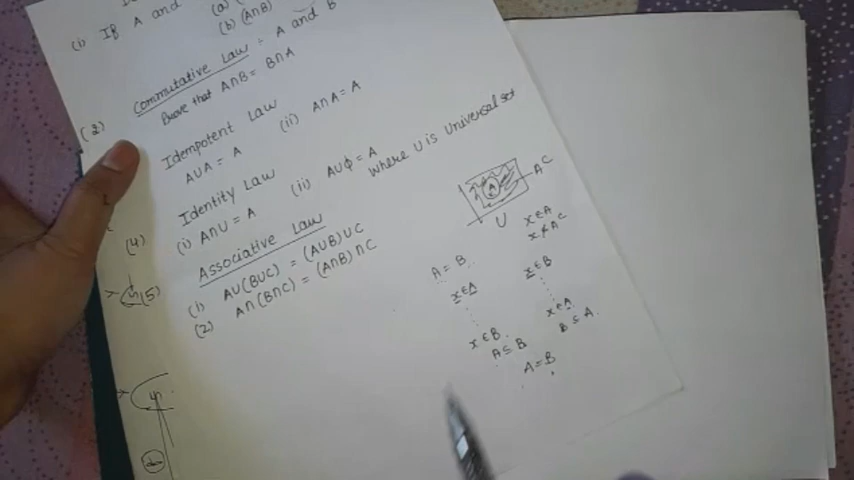 (i) If A and
(a)
(b) (A∩B)
(2) Commutative Law = A and B
Prove that A∩B = B∩A
Idempotent Law
A∪A = A (ii) A∩A = A
(4) Identity Law
(i) A∩U = A (ii) A∪ϕ = A where U is Universal set
(5) Associative Law
(1) A∪(B∪C) = (A∪B)∪C
(2) A∩(B∩C) = (A∩B)∩C
A
A^C
U
x∈A
x∉A^C
A = B
x∈A
x∈B
x∈B
A⊆B
x∈A
B⊆A
A=B